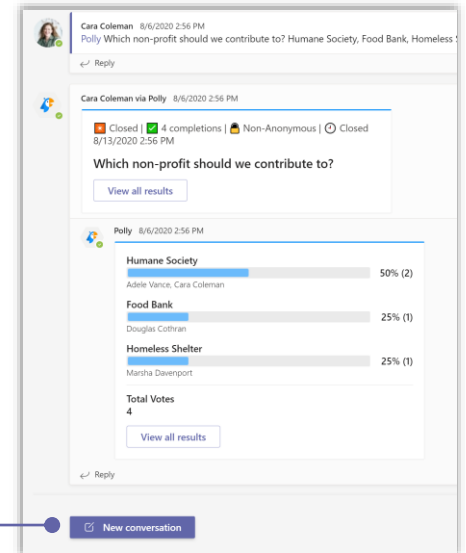 Cara Coleman 8/6/2020 2:56 PM
Polly Which non-profit should we contribute to? Humane Society, Food Bank, Homeless
Reply
Cara Coleman via Polly 8/6/2020 2:56 PM
Closed | 4 completions | Non-Anonymous | Closed
8/13/2020 2:56 PM
Which non-profit should we contribute to?
View all results
Polly 8/6/2020 2:56 PM
Humane Society
50% (2)
Adele Vance, Cara Coleman
Food Bank
25% (1)
Douglas Cothran
Homeless Shelter
25% (1)
Marsha Davenport
Total Votes
4
View all results
Reply
New conversation